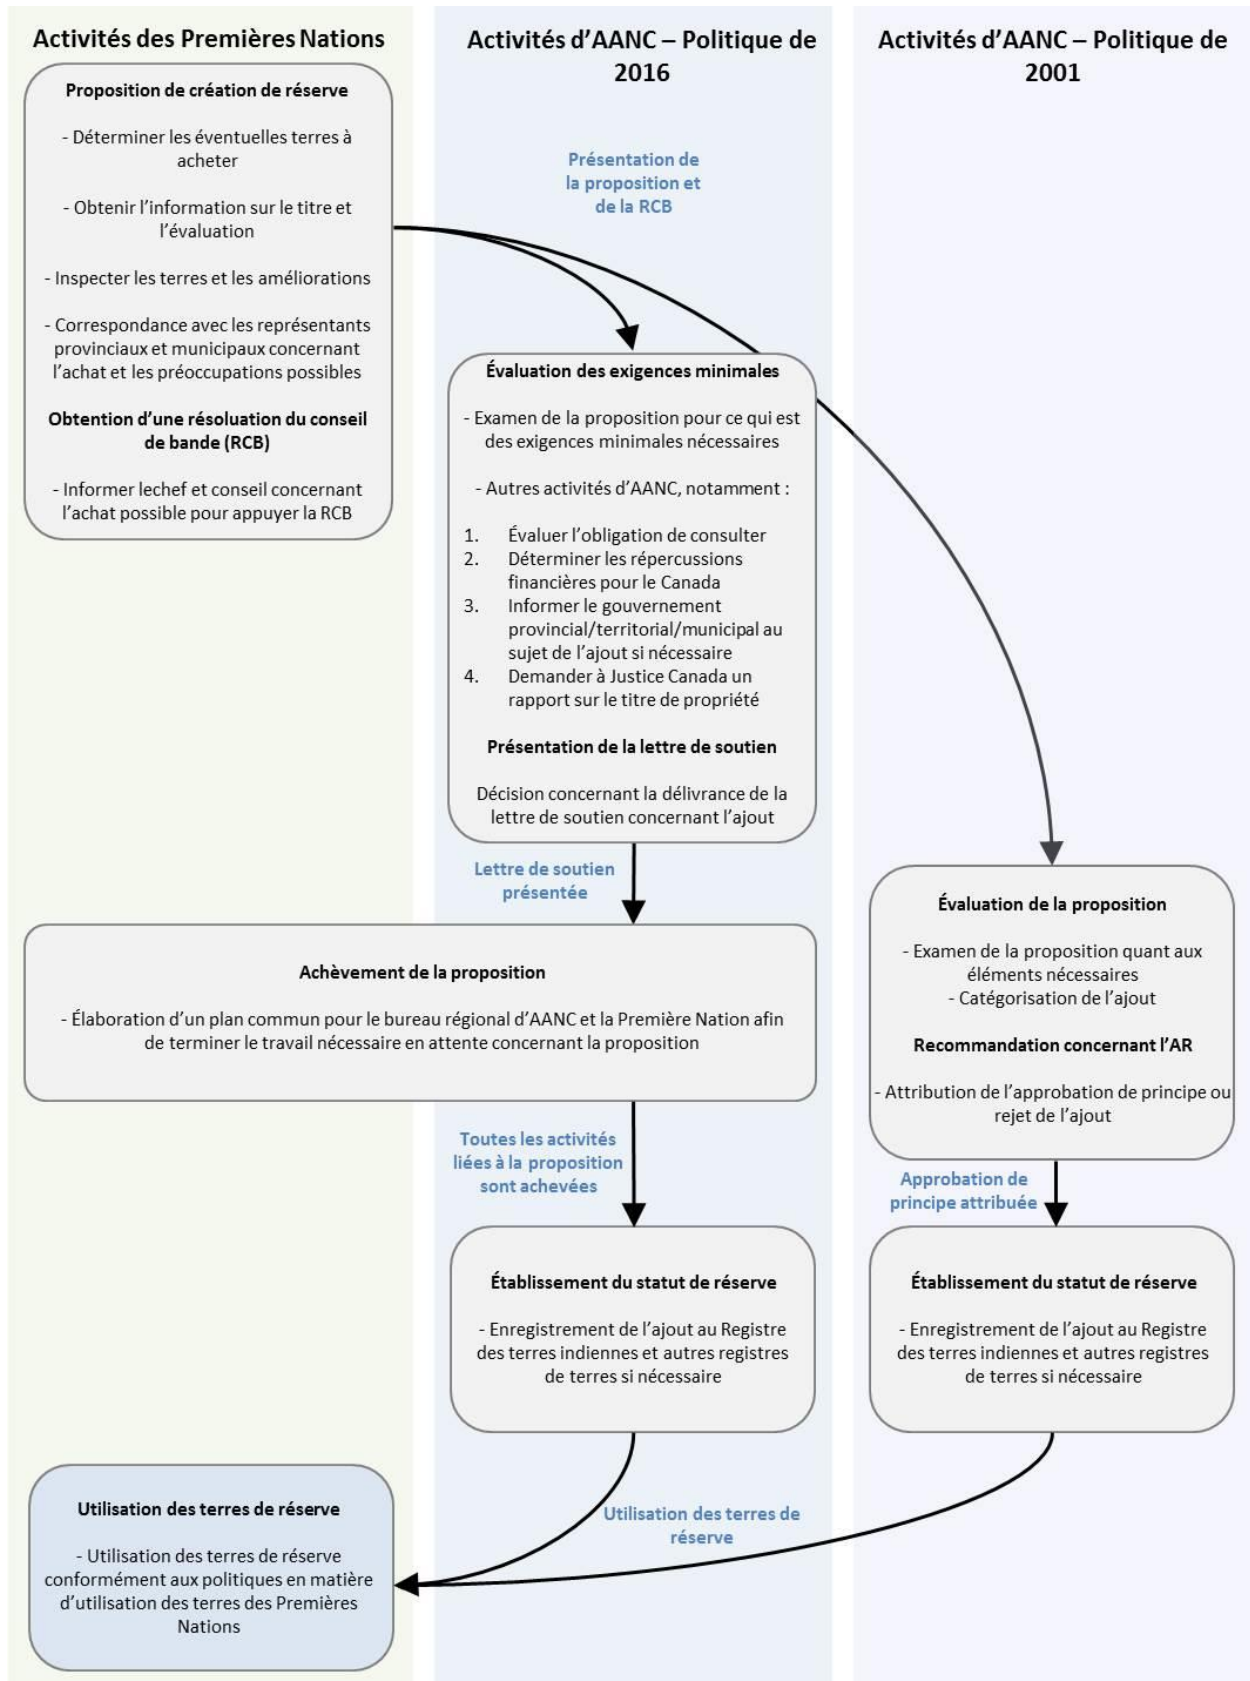 Activités des Premières Nations
Proposition de création de réserve
- Déterminer les éventuelles terres à
acheter
- Obtenir l'information sur le titre et
l'évaluation
- Inspecter les terres et les améliorations
- Correspondance avec les représentants
provinciaux et municipaux concernant
l'achat et les préoccupations possibles
Obtention d'une résoluation du conseil
de bande (RCB)
- Informer lechef et conseil concernant
l'achat possible pour appuyer la RCB
Activités d'AANC – Politique de
2016
Présentation de
la proposition et
de la RCB
Évaluation des exigences minimales
- Examen de la proposition pour ce qui est
des exigences minimales nécessaires
- Autres activités d'AANC, notamment :
1. Évaluer l'obligation de consulter
2. Déterminer les répercussions
financières pour le Canada
3. Informer le gouvernement
provincial/territorial/municipal au
sujet de l'ajout si nécessaire
4. Demander à Justice Canada un
rapport sur le titre de propriété
Présentation de la lettre de soutien
Décision concernant la délivrance de la
lettre de soutien concernant l'ajout
Lettre de soutien
présentée
Achèvement de la proposition
- Élaboration d'un plan commun pour le bureau régional d'AANC et la Première Nation afin
de terminer le travail nécessaire en attente concernant la proposition
Toutes les activités
liées à la proposition
sont achevées
Établissement du statut de réserve
- Enregistrement de l'ajout au Registre
des terres indiennes et autres registres
de terres si nécessaire
Activités d'AANC – Politique de
2001
Évaluation de la proposition
- Examen de la proposition quant aux
éléments nécessaires
- Catégorisation de l'ajout
Recommandation concernant l'AR
- Attribution de l'approbation de principe ou
rejet de l'ajout
Approbation de
principe attribuée
Établissement du statut de réserve
- Enregistrement de l'ajout au Registre
des terres indiennes et autres registres
de terres si nécessaire
Utilisation des terres de
réserve
Utilisation des terres de réserve
- Utilisation des terres de réserve
conformément aux politiques en matière
d'utilisation des terres des Premières
Nations